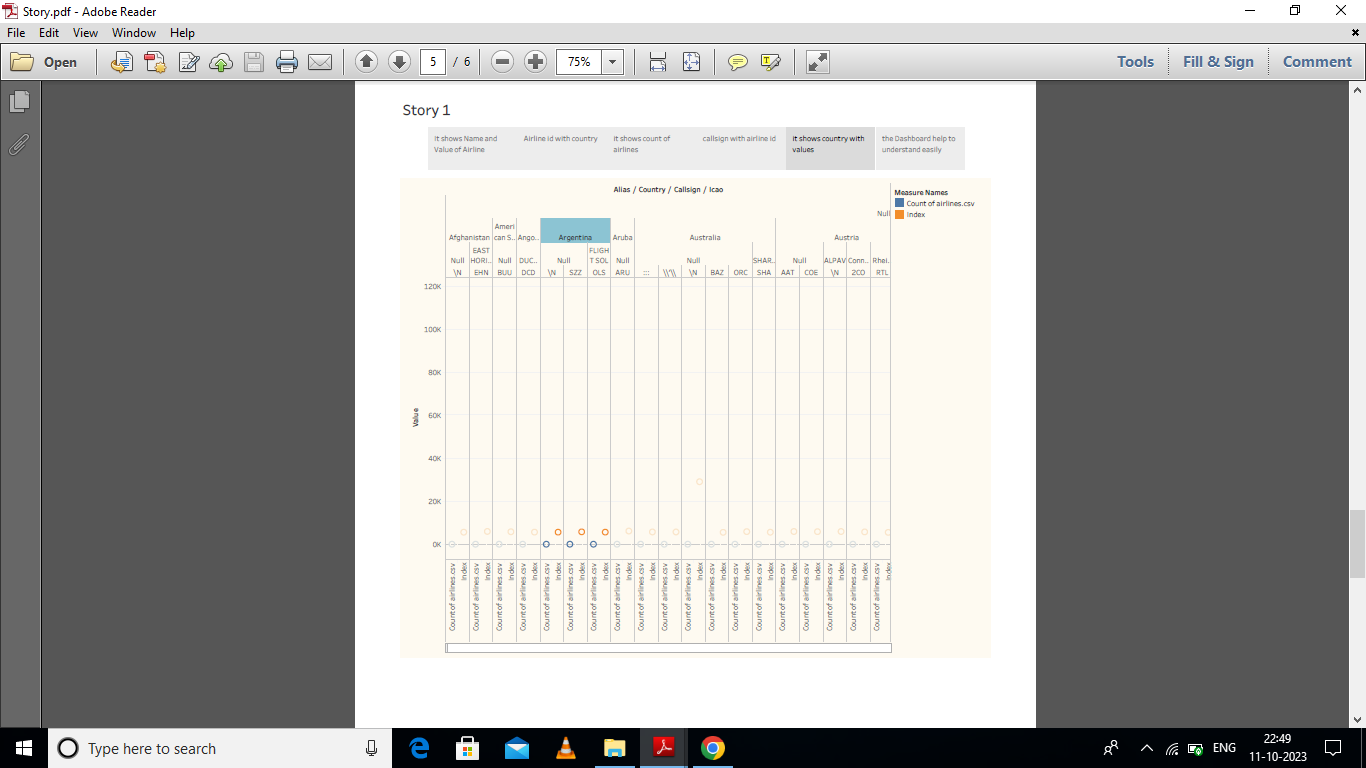 Story.pdf - Adobe Reader
File Edit View Window Help
Open 5 / 6 75% Tools Fill & Sign Comment
Story 1
It shows Name and Value of Airline
Airline id with country
it shows count of airlines
callsign with airline id
It shows country with values
the Dashboard help to understand easily
Alias / Country / Callsign / Icao
Measure Names
Count of airlines.csv
Index
Null
Afghanistan Ameri can S.. Ango.. Argentina Aruba Australia Austria
Null EAST HORI.. Null DUC.. Null FLIGH T SOL Null Null SHAR.. Null ALPAV Conn.. Rhei..
\N EHN BUU DCD \N SZZ OLS ARU ::: \\'\\ \N BAZ ORC SHA AAT COE \N 2CO RTL
120K
100K
80K
60K
40K
20K
0K
Value
Count of airlines.csv Index Count of airlines.csv Index Count of airlines.csv Index Count of airlines.csv Index Count of airlines.csv Index Count of airlines.csv Index Count of airlines.csv Index Count of airlines.csv Index Count of airlines.csv Index Count of airlines.csv Index Count of airlines.csv Index Count of airlines.csv Index Count of airlines.csv Index Count of airlines.csv Index Count of airlines.csv Index Count of airlines.csv Index Count of airlines.csv Index Count of airlines.csv Index Count of airlines.csv Index
Type here to search
ENG
22:49
11-10-2023